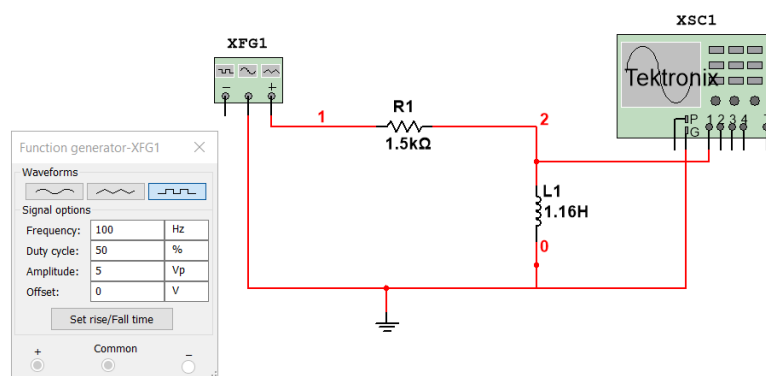 XFG1
XSC1
Tektronix
P
G
1 2 3 4
1
R1
1.5kΩ
2
L1
1.16H
0
Function generator-XFG1
Waveforms
Signal options
Frequency: 100 Hz
Duty cycle: 50 %
Amplitude: 5 Vp
Offset: 0 V
Set rise/Fall time
+ Common −
− +